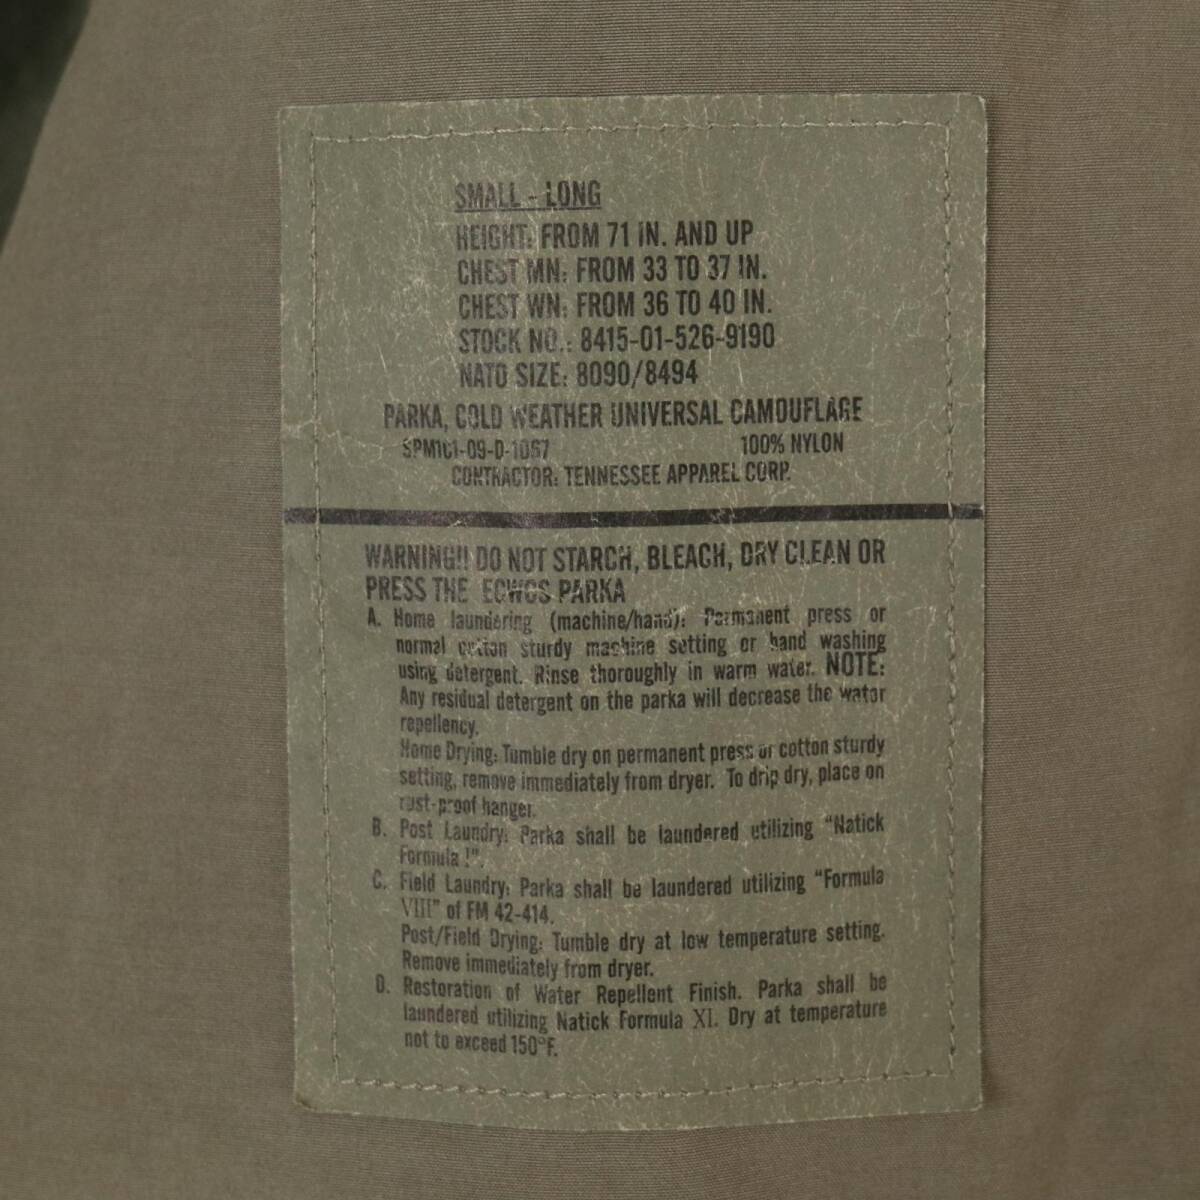 SMALL - LONG
HEIGHT: FROM 71 IN. AND UP
CHEST MN: FROM 33 TO 37 IN.
CHEST WN: FROM 36 TO 40 IN.
STOCK NO.: 8415-01-526-9190
NATO SIZE: 8090/8494
PARKA, COLD WEATHER UNIVERSAL CAMOUFLAGE
SPM1C1-09-D-1067 100% NYLON
CONTRACTOR: TENNESSEE APPAREL CORP.
WARNING!! DO NOT STARCH, BLEACH, DRY CLEAN OR
PRESS THE ECWCS PARKA
A. Home laundering (machine/hand): Permanent press or
normal cotton sturdy machine setting or hand washing
using detergent. Rinse thoroughly in warm water. NOTE:
Any residual detergent on the parka will decrease the water
repellency.
Home Drying: Tumble dry on permanent press or cotton sturdy
setting, remove immediately from dryer. To drip dry, place on
rust-proof hanger.
B. Post Laundry: Parka shall be laundered utilizing "Natick
Formula !".
C. Field Laundry: Parka shall be laundered utilizing "Formula
VIII" of FM 42-414.
Post/Field Drying: Tumble dry at low temperature setting.
Remove immediately from dryer.
D. Restoration of Water Repellent Finish. Parka shall be
laundered utilizing Natick Formula XI. Dry at temperature
not to exceed 150°F.